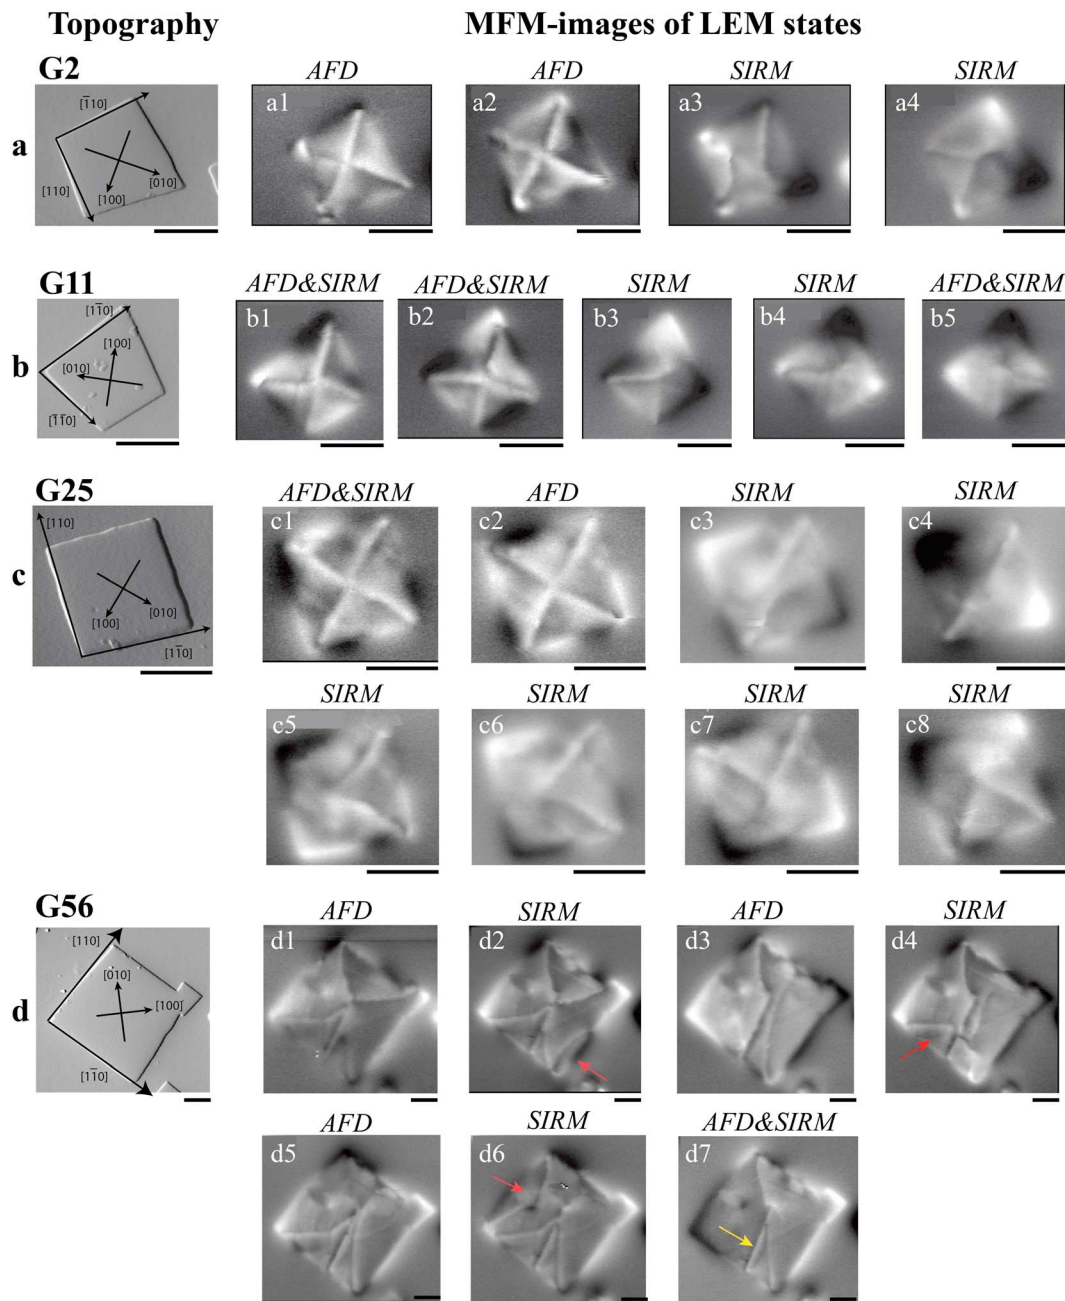 Topography MFM-images of LEM states
G2 AFD AFD SIRM SIRM
a [1̄10] [110] [100] [010] a1 a2 a3 a4
G11 AFD&SIRM AFD&SIRM SIRM SIRM AFD&SIRM
b [11̄0] [100] [010] [1̄1̄0] b1 b2 b3 b4 b5
G25 AFD&SIRM AFD SIRM SIRM
c [110] [100] [010] [11̄0] c1 c2 c3 c4
SIRM SIRM SIRM SIRM
c5 c6 c7 c8
G56 AFD SIRM AFD SIRM
d [110] [010] [100] [11̄0] d1 d2 d3 d4
AFD SIRM AFD&SIRM
d5 d6 d7